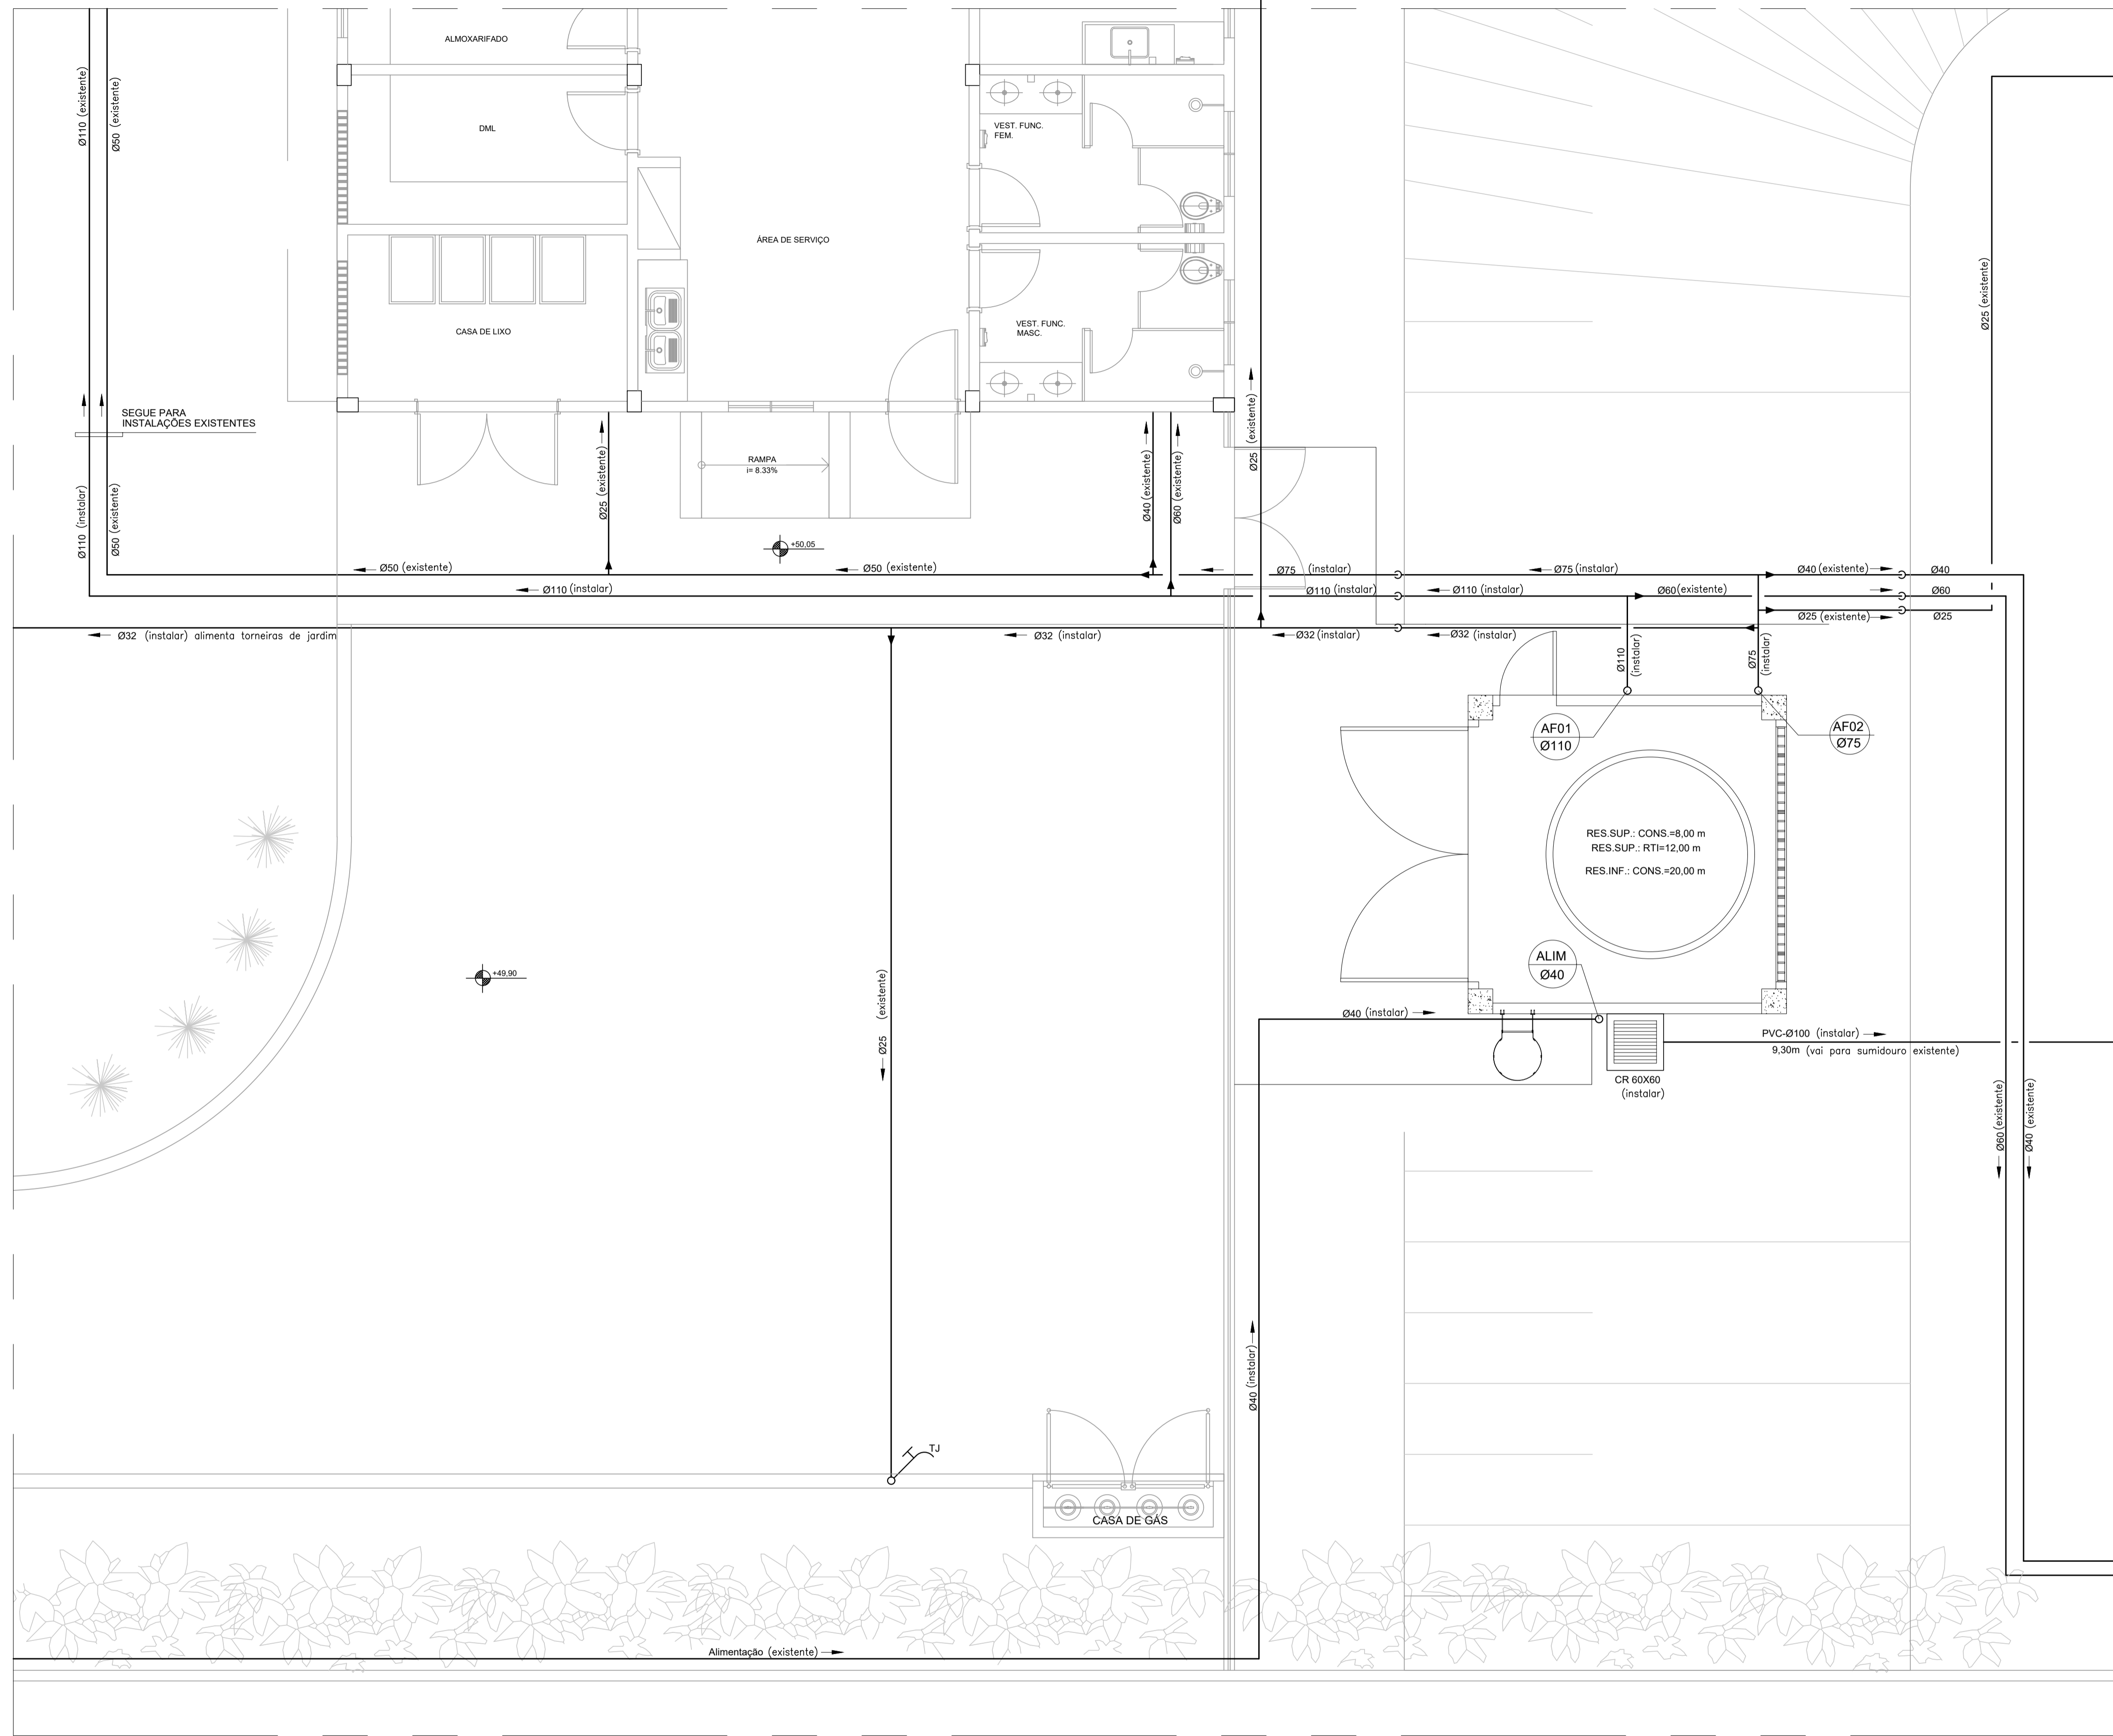 ALMOXARIFADO
Ø110 (existente)
Ø50 (existente)
DML
VEST. FUNC.
FEM.
ÁREA DE SERVIÇO
Ø25 (existente)
CASA DE LIXO
VEST. FUNC.
MASC.
SEGUE PARA
INSTALAÇÕES EXISTENTES
Ø25 (existente)
RAMPA
i= 8.33%
Ø25 (existente)
Ø40 (existente)
Ø60 (existente)
Ø110 (instalar)
Ø50 (existente)
+50,05
Ø50 (existente)
Ø50 (existente)
Ø75 (instalar)
Ø75 (instalar)
Ø40 (existente)
Ø40
Ø110 (instalar)
Ø110 (instalar)
Ø110 (instalar)
Ø60 (existente)
Ø60
Ø25 (existente)
Ø25
Ø32 (instalar) alimenta torneiras de jardim
Ø32 (instalar)
Ø32 (instalar)
Ø32 (instalar)
Ø110
(instalar)
Ø75
(instalar)
AF01
Ø110
AF02
Ø75
RES.SUP.: CONS.=8,00 m
RES.SUP.: RTI=12,00 m
RES.INF.: CONS.=20,00 m
ALIM
Ø40
+49,90
Ø25 (existente)
Ø40 (instalar)
PVC-Ø100 (instalar)
9,30m (vai para sumidouro existente)
CR 60X60
(instalar)
Ø60 (existente)
Ø40 (existente)
Ø40 (instalar)
TJ
CASA DE GÁS
Alimentação (existente)